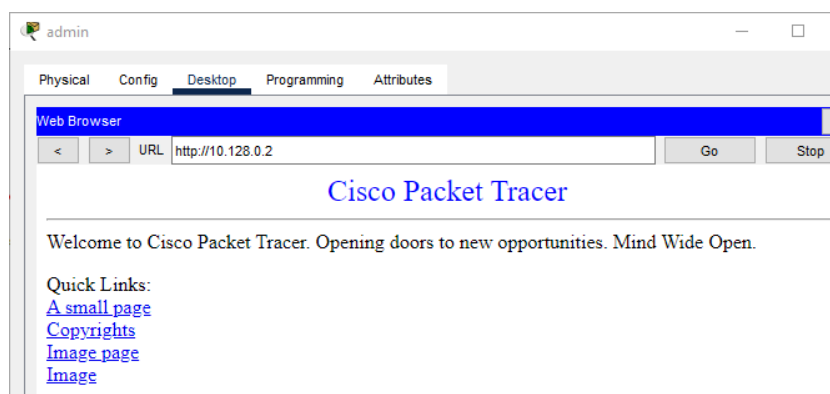 admin
Physical Config Desktop Programming Attributes
Web Browser
< > URL http://10.128.0.2 Go Stop
Cisco Packet Tracer
Welcome to Cisco Packet Tracer. Opening doors to new opportunities. Mind Wide Open.
Quick Links:
A small page
Copyrights
Image page
Image